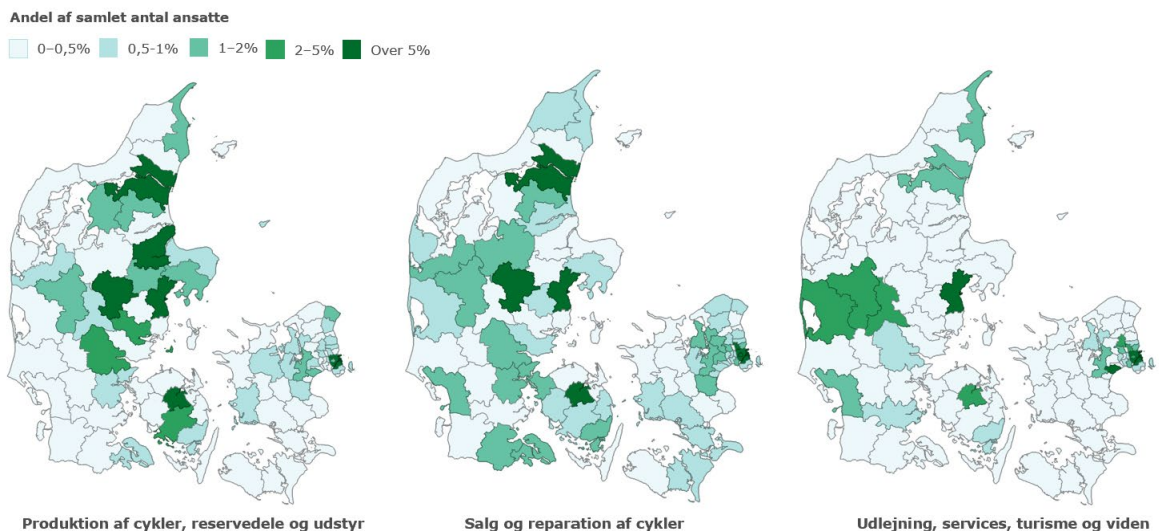 Andel af samlet antal ansatte
0–0,5% 0,5-1% 1–2% 2–5% Over 5%
Produktion af cykler, reservedele og udstyr Salg og reparation af cykler Udlejning, services, turisme og viden